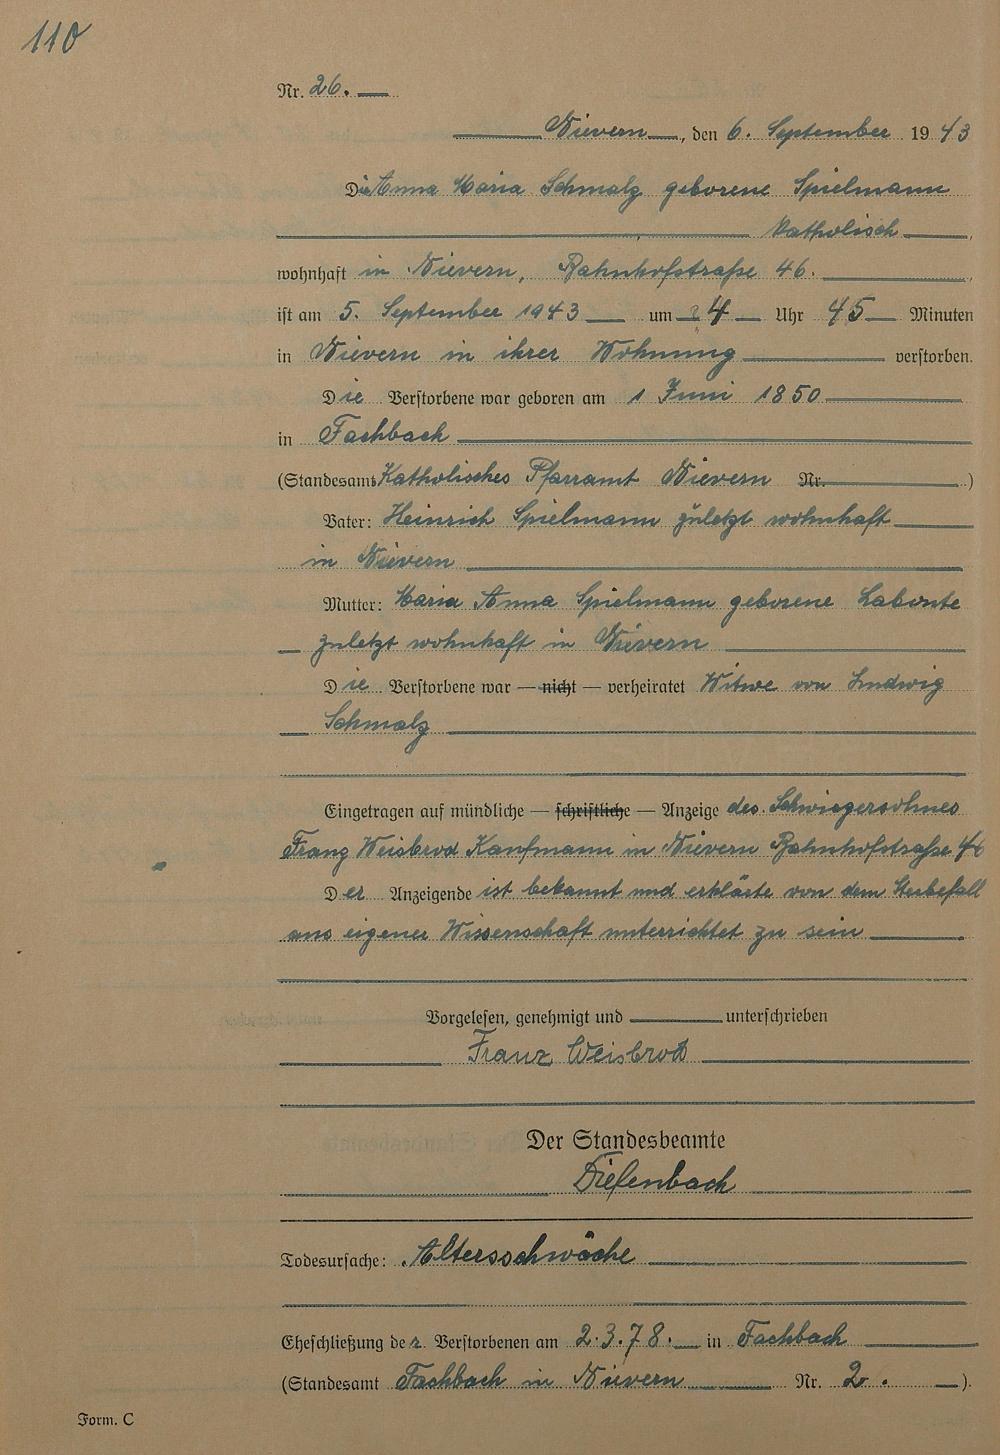 110
Nr. 26.
Nievern, den 6. September 1943
Die Anna Maria Schmalz geborene Spielmann
katholisch,
wohnhaft in Nievern, Bahnhofstraße 46.
ist am 5. September 1943 um 4 Uhr 45 Minuten
in Nievern in ihrer Wohnung verstorben.
Die Verstorbene war geboren am 1 Juni 1850
in Fachbach
(Standesamt Katholisches Pfarramt Nievern Nr. )
Vater: Heinrich Spielmann zuletzt wohnhaft
in Nievern
Mutter: Maria Anna Spielmann geborene Labonte
zuletzt wohnhaft in Nievern
Die Verstorbene war — nicht — verheiratet Witwe von Ludwig
Schmalz
Eingetragen auf mündliche — schriftliche — Anzeige des Schwiegersohnes
Franz Weisbrod Kaufmann in Nievern Bahnhofstraße 46
Der Anzeigende ist bekannt und erklärte von dem Sterbefall
aus eigener Wissenschaft unterrichtet zu sein
Vorgelesen, genehmigt und unterschrieben
Franz Weisbrod
Der Standesbeamte
Diefenbach
Todesursache: Altersschwäche
Eheschließung der Verstorbenen am 2.3.78. in Fachbach
(Standesamt Fachbach in Nievern Nr. 2. ).
Form. C